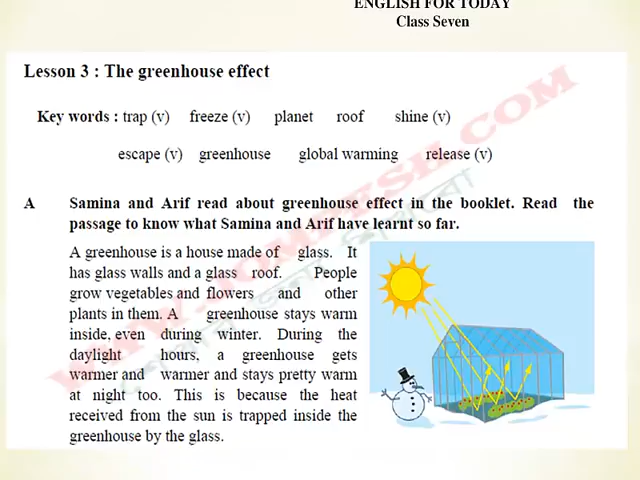 ENGLISH FOR TODAY
Class Seven
Lesson 3 : The greenhouse effect
Key words : trap (v) freeze (v) planet roof shine (v)
escape (v) greenhouse global warming release (v)
A Samina and Arif read about greenhouse effect in the booklet. Read the
passage to know what Samina and Arif have learnt so far.
A greenhouse is a house made of glass. It
has glass walls and a glass roof. People
grow vegetables and flowers and other
plants in them. A greenhouse stays warm
inside, even during winter. During the
daylight hours, a greenhouse gets
warmer and warmer and stays pretty warm
at night too. This is because the heat
received from the sun is trapped inside the
greenhouse by the glass.